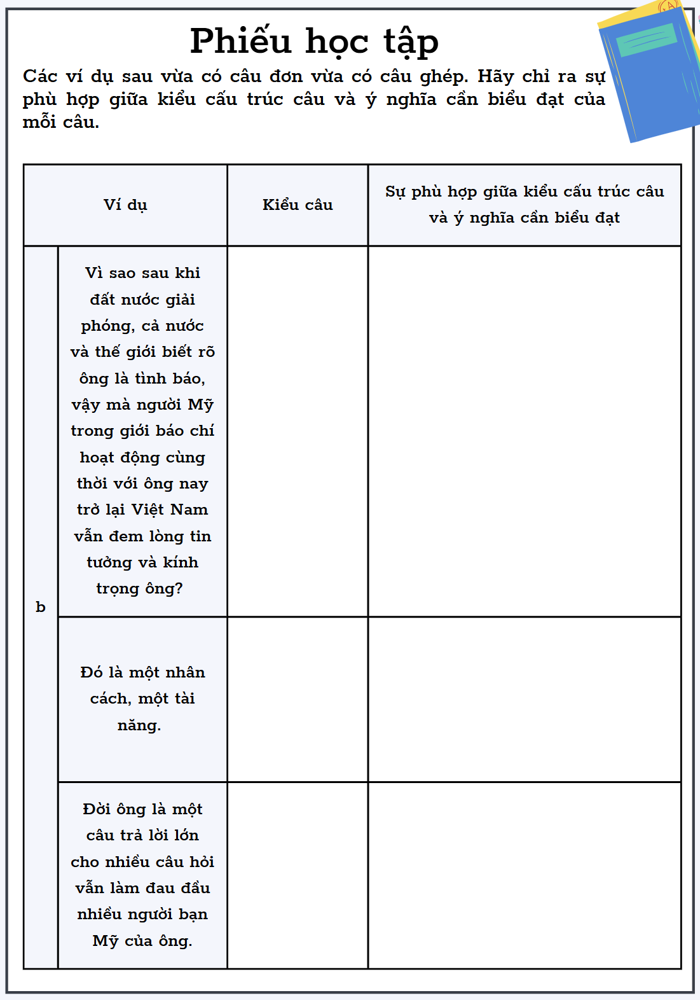 Phiếu học tập
Các ví dụ sau vừa có câu đơn vừa có câu ghép. Hãy chỉ ra sự
phù hợp giữa kiểu cấu trúc câu và ý nghĩa cần biểu đạt của
mỗi câu.
Ví dụ
Kiểu câu
Sự phù hợp giữa kiểu cấu trúc câu
và ý nghĩa cần biểu đạt
b
Vì sao sau khi
đất nước giải
phóng, cả nước
và thế giới biết rõ
ông là tình báo,
vậy mà người Mỹ
trong giới báo chí
hoạt động cùng
thời với ông nay
trở lại Việt Nam
vẫn đem lòng tin
tưởng và kính
trọng ông?
Đó là một nhân
cách, một tài
năng.
Đời ông là một
câu trả lời lớn
cho nhiều câu hỏi
vẫn làm đau đầu
nhiều người bạn
Mỹ của ông.